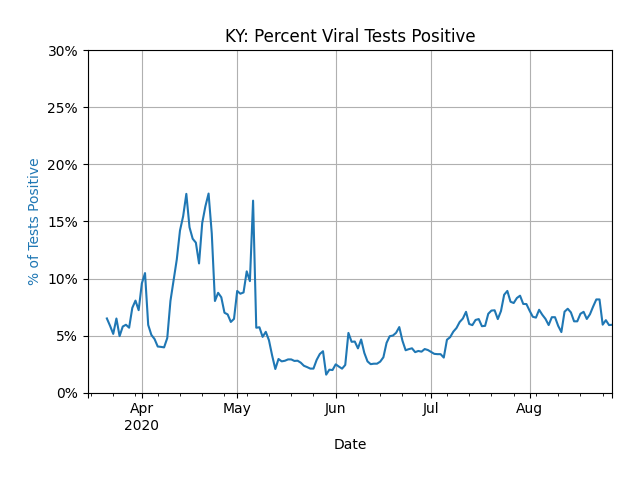 KY: Percent Viral Tests Positive
30%
25%
20%
15%
10%
5%
0%
% of Tests Positive
Apr
2020
May
Jun
Jul
Aug
Date